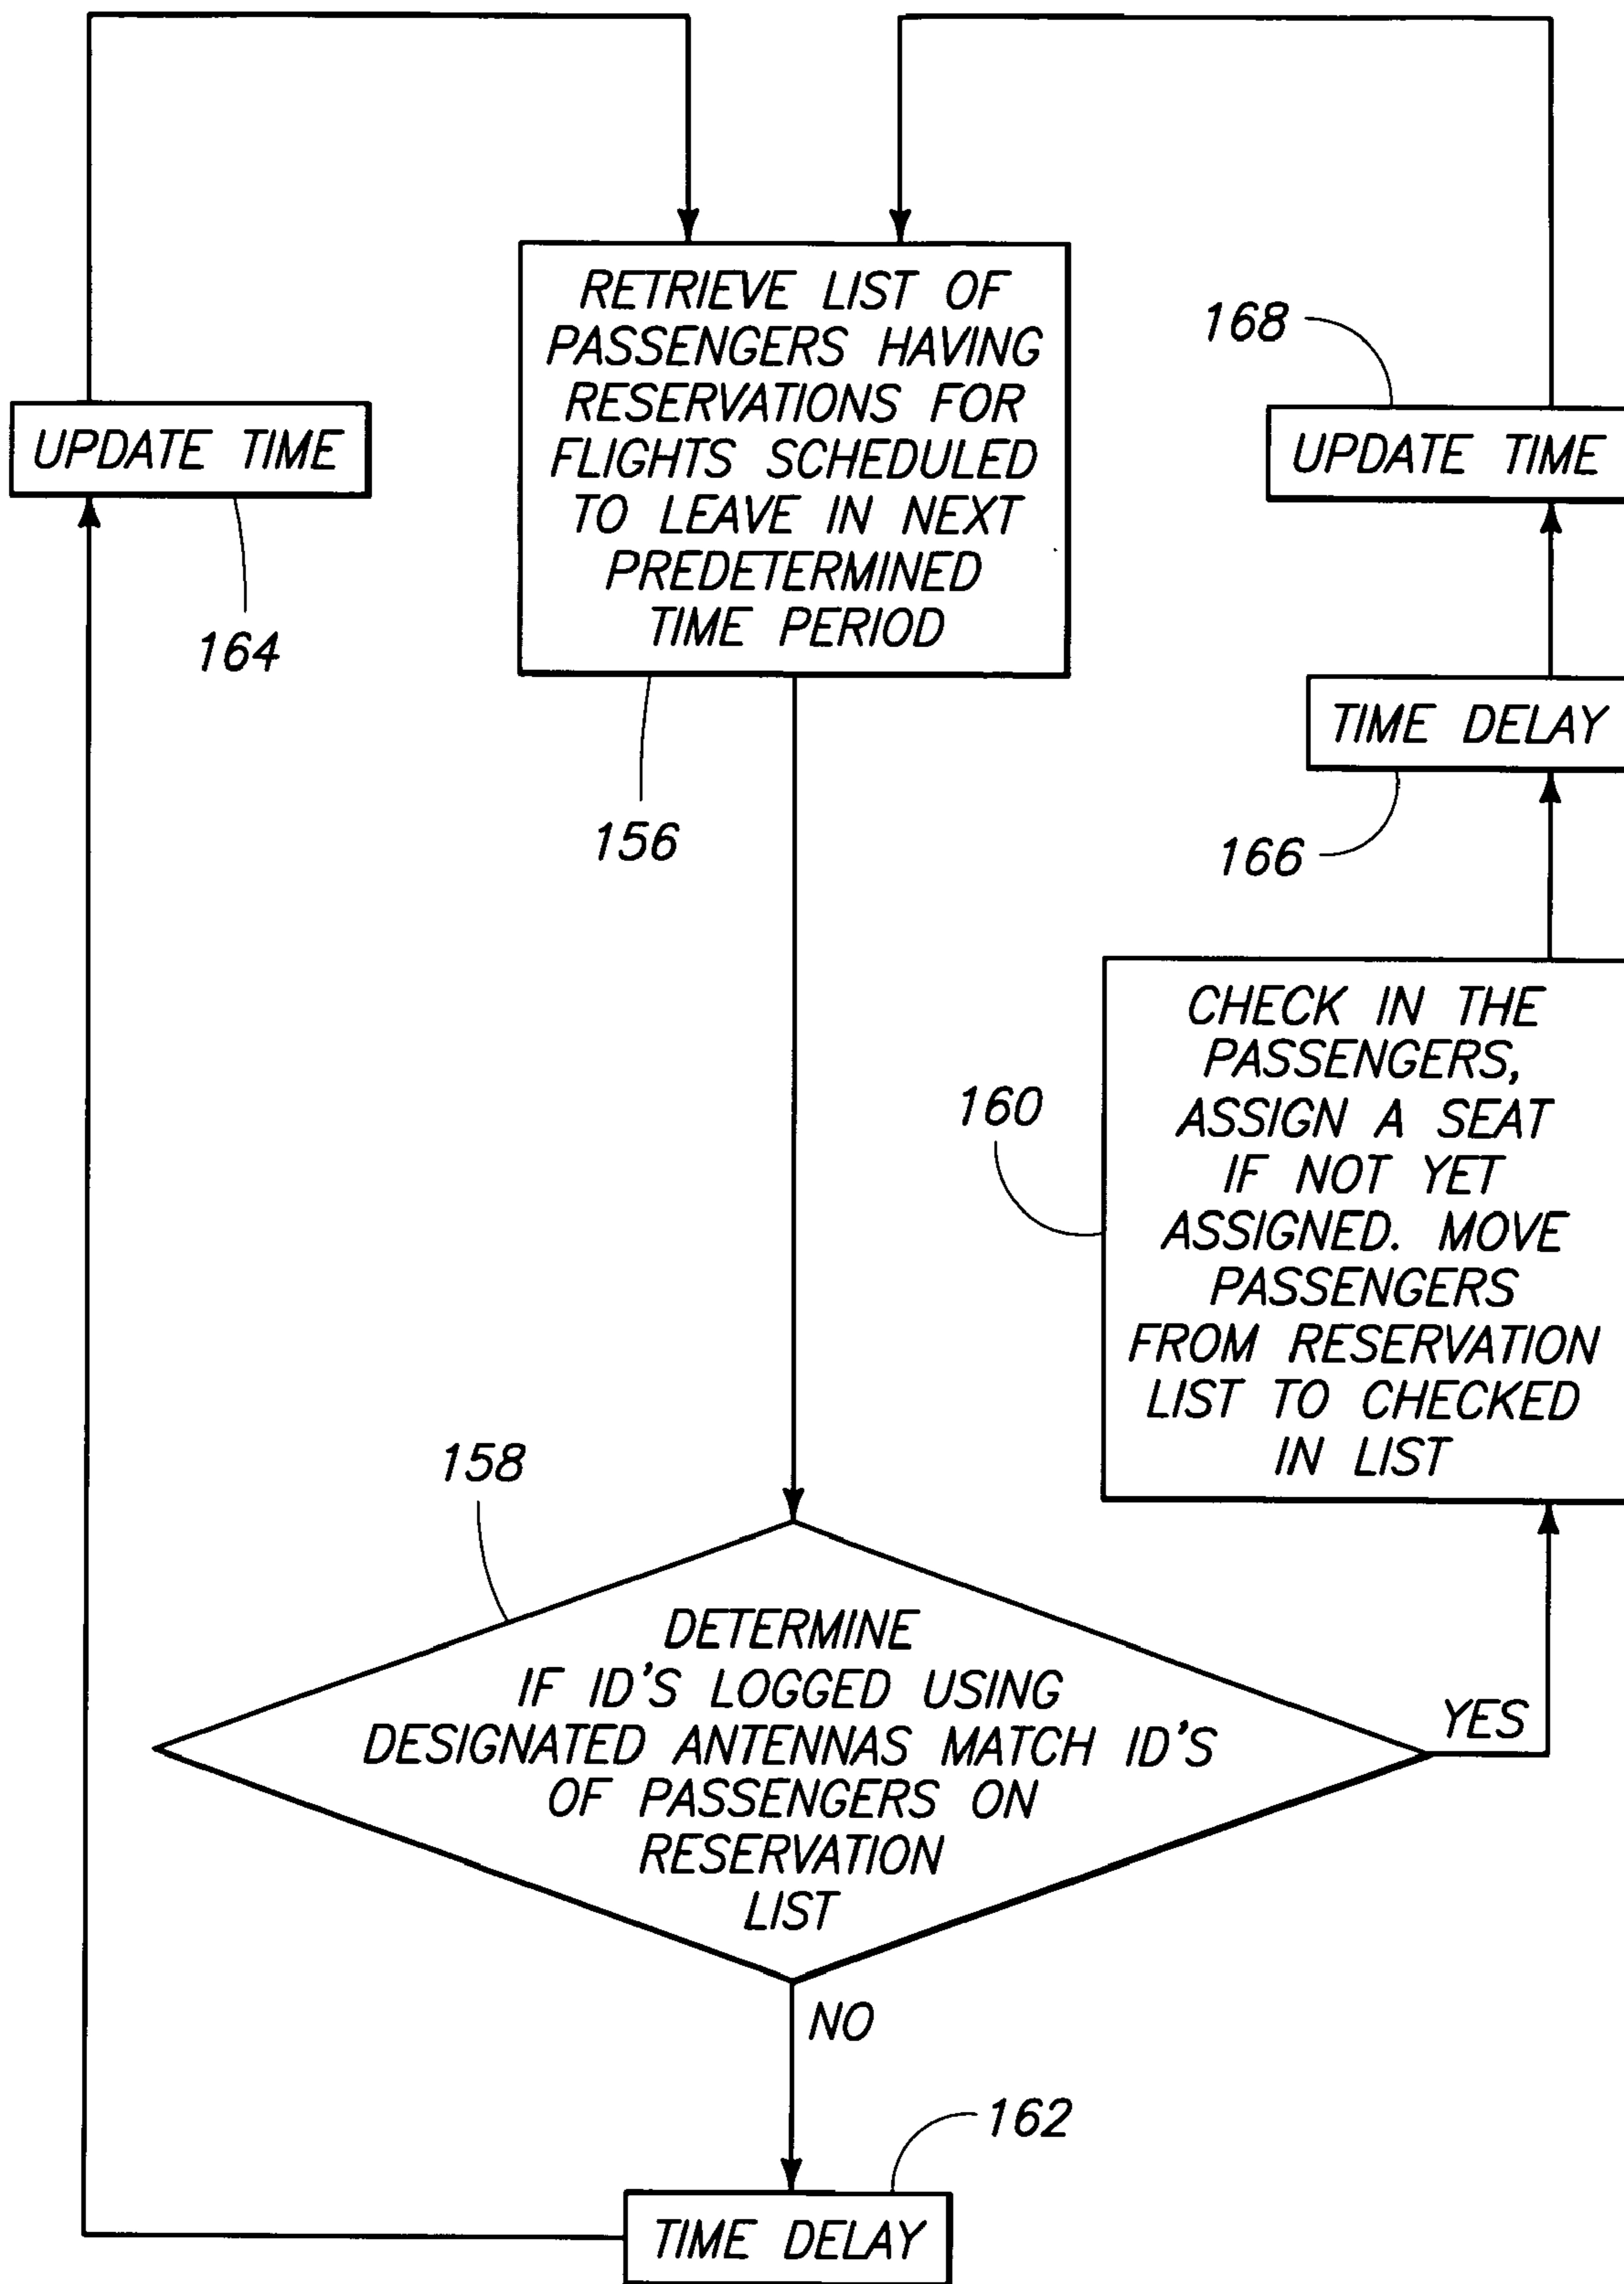 RETRIEVE LIST OF
PASSENGERS HAVING
RESERVATIONS FOR
FLIGHTS SCHEDULED
TO LEAVE IN NEXT
PREDETERMINED
TIME PERIOD
156
UPDATE TIME
164
168
UPDATE TIME
TIME DELAY
166
CHECK IN THE
PASSENGERS,
ASSIGN A SEAT
IF NOT YET
ASSIGNED. MOVE
PASSENGERS
FROM RESERVATION
LIST TO CHECKED
IN LIST
160
158
DETERMINE
IF ID'S LOGGED USING
DESIGNATED ANTENNAS MATCH ID'S
OF PASSENGERS ON
RESERVATION
LIST
YES
NO
162
TIME DELAY